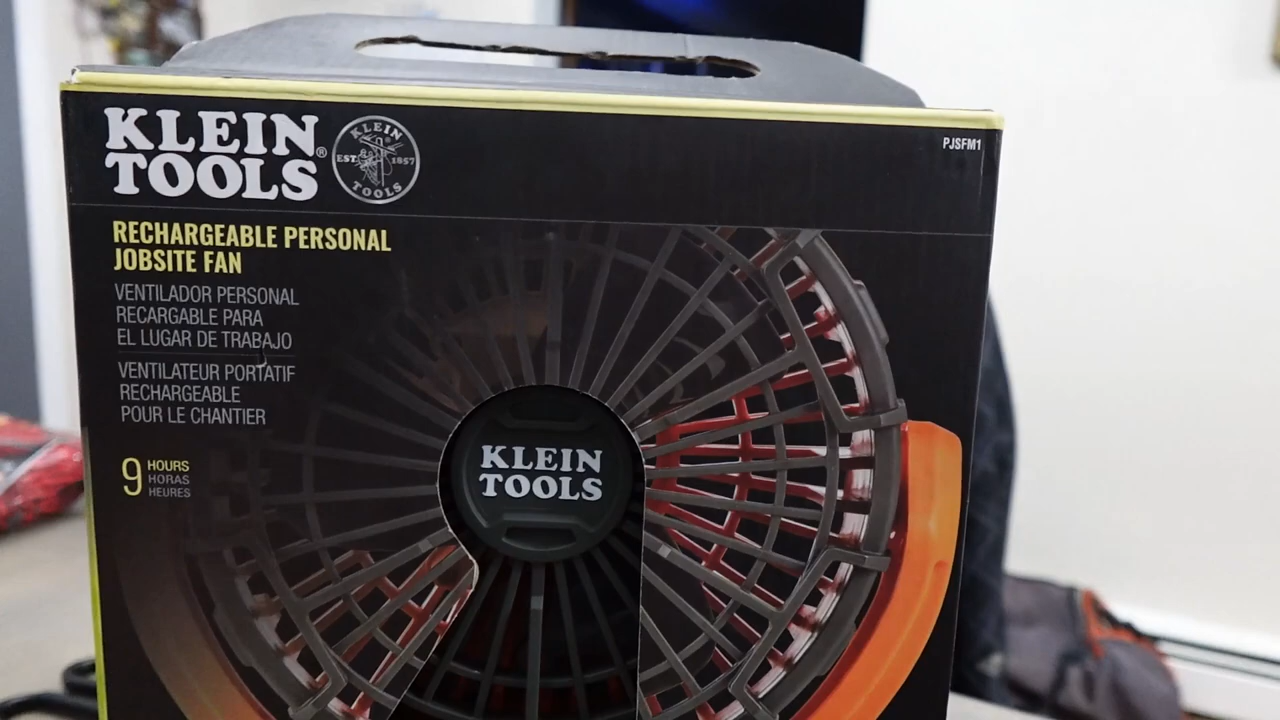 KLEIN
TOOLS®
KLEIN
EST. 1857
TOOLS
PJSFM1
RECHARGEABLE PERSONAL
JOBSITE FAN
VENTILADOR PERSONAL
RECARGABLE PARA
EL LUGAR DE TRABAJO
VENTILATEUR PORTATIF
RECHARGEABLE
POUR LE CHANTIER
9 HOURS
HORAS
HEURES
KLEIN
TOOLS